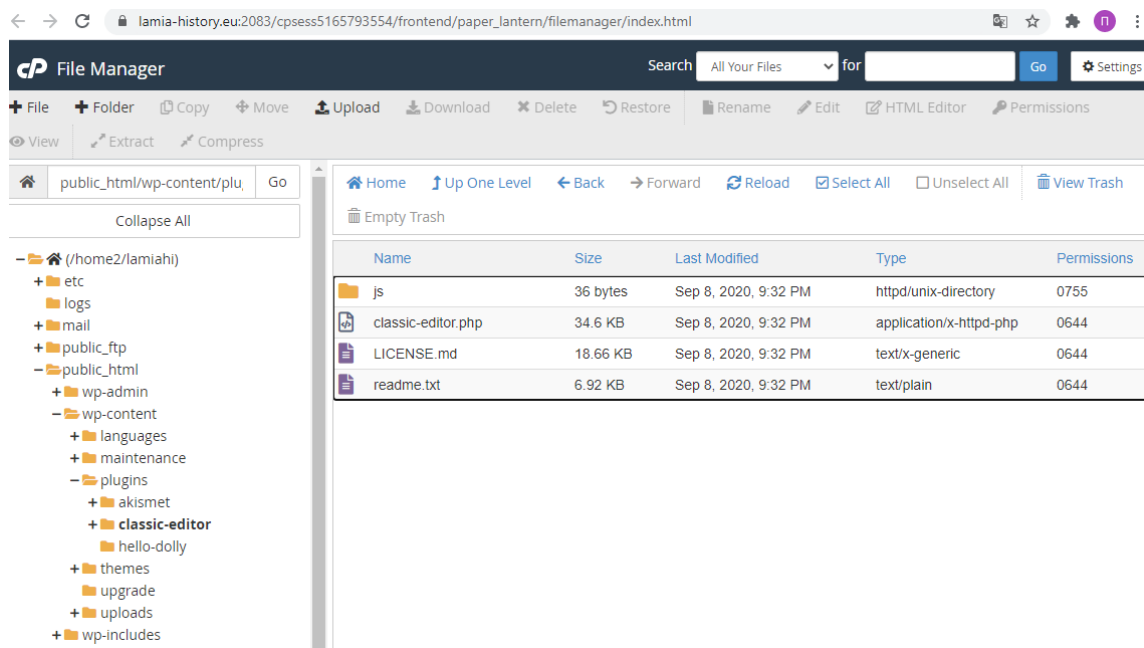 lamia-history.eu:2083/cpsess5165793554/frontend/paper_lantern/filemanager/index.html
П
cP File Manager
Search All Your Files for Go Settings
File Folder Copy Move Upload Download Delete Restore Rename Edit HTML Editor Permissions
View Extract Compress
public_html/wp-content/plu Go
Home Up One Level Back Forward Reload Select All Unselect All View Trash
Collapse All
Empty Trash
(/home2/lamiahi)
etc
logs
mail
public_ftp
public_html
wp-admin
wp-content
languages
maintenance
plugins
akismet
classic-editor
hello-dolly
themes
upgrade
uploads
wp-includes
Name Size Last Modified Type Permissions
js 36 bytes Sep 8, 2020, 9:32 PM httpd/unix-directory 0755
classic-editor.php 34.6 KB Sep 8, 2020, 9:32 PM application/x-httpd-php 0644
LICENSE.md 18.66 KB Sep 8, 2020, 9:32 PM text/x-generic 0644
readme.txt 6.92 KB Sep 8, 2020, 9:32 PM text/plain 0644